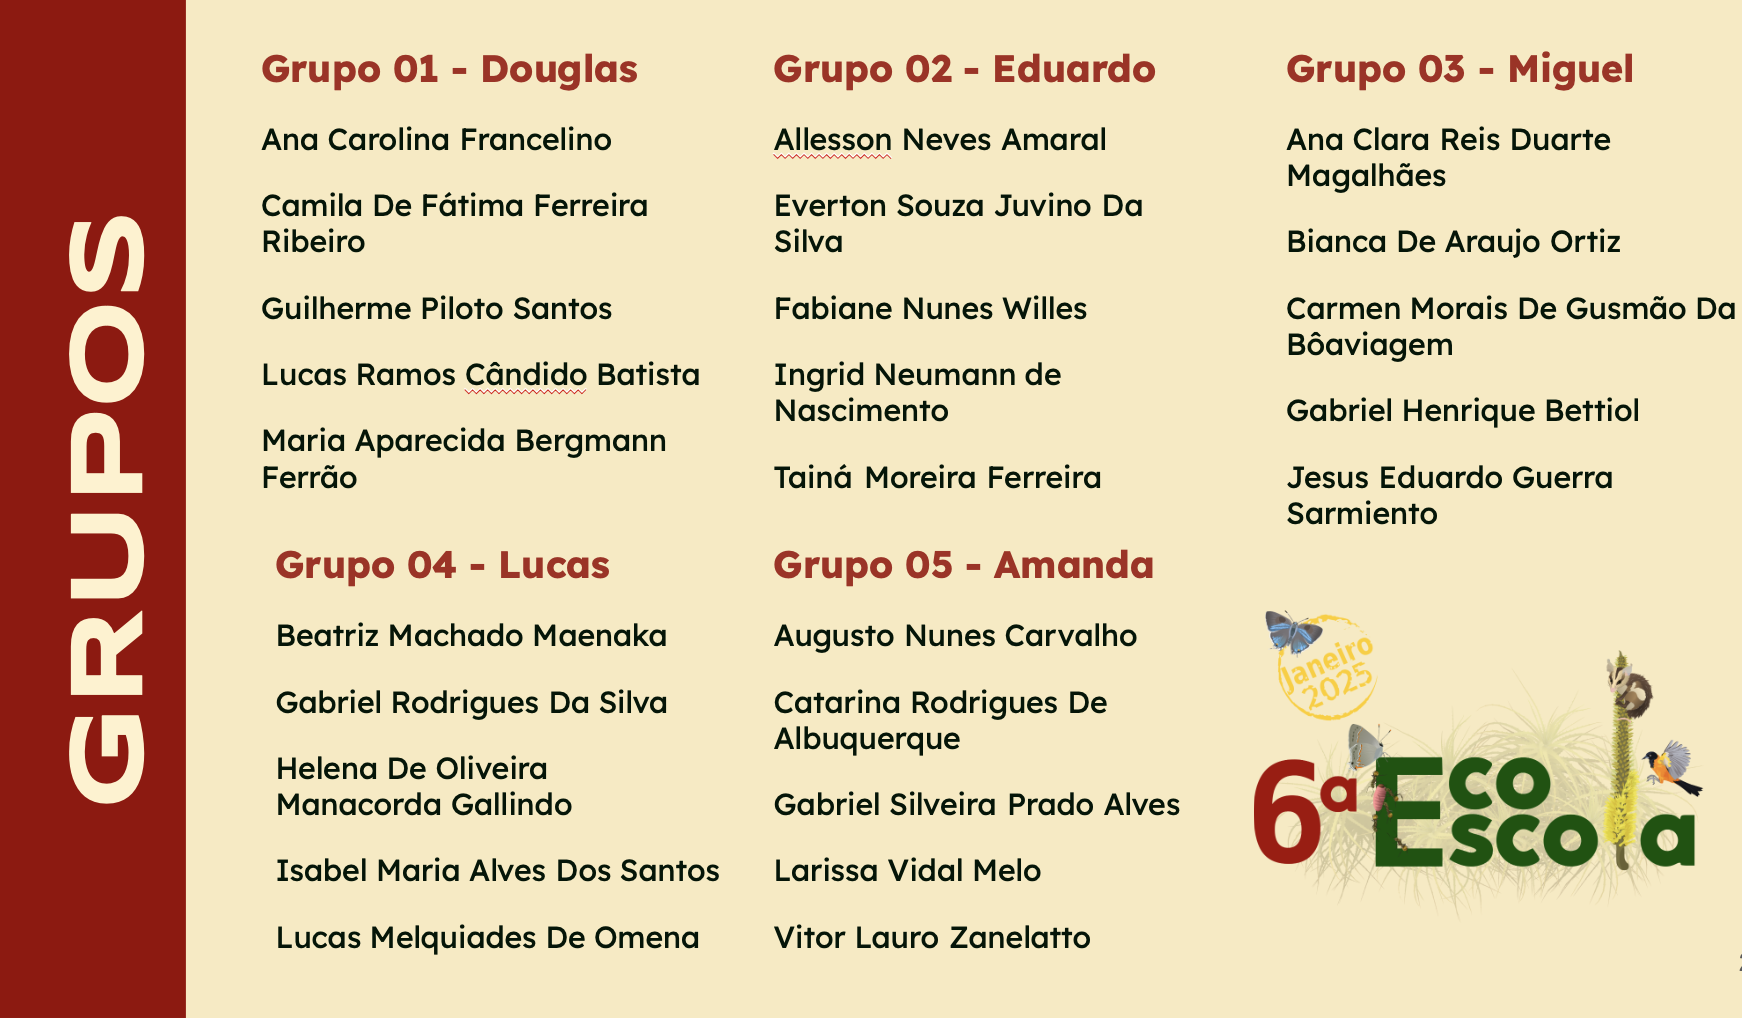 GRUPOS
Grupo 01 - Douglas
Ana Carolina Francelino
Camila De Fátima Ferreira
Ribeiro
Guilherme Piloto Santos
Lucas Ramos Cândido Batista
Maria Aparecida Bergmann
Ferrão
Grupo 02 - Eduardo
Allesson Neves Amaral
Everton Souza Juvino Da
Silva
Fabiane Nunes Willes
Ingrid Neumann de
Nascimento
Tainá Moreira Ferreira
Grupo 03 - Miguel
Ana Clara Reis Duarte
Magalhães
Bianca De Araujo Ortiz
Carmen Morais De Gusmão Da
Bôaviagem
Gabriel Henrique Bettiol
Jesus Eduardo Guerra
Sarmiento
Grupo 04 - Lucas
Beatriz Machado Maenaka
Gabriel Rodrigues Da Silva
Helena De Oliveira
Manacorda Gallindo
Isabel Maria Alves Dos Santos
Lucas Melquiades De Omena
Grupo 05 - Amanda
Augusto Nunes Carvalho
Catarina Rodrigues De
Albuquerque
Gabriel Silveira Prado Alves
Larissa Vidal Melo
Vitor Lauro Zanelatto
Janeiro
2025
6ª Eco
Escola